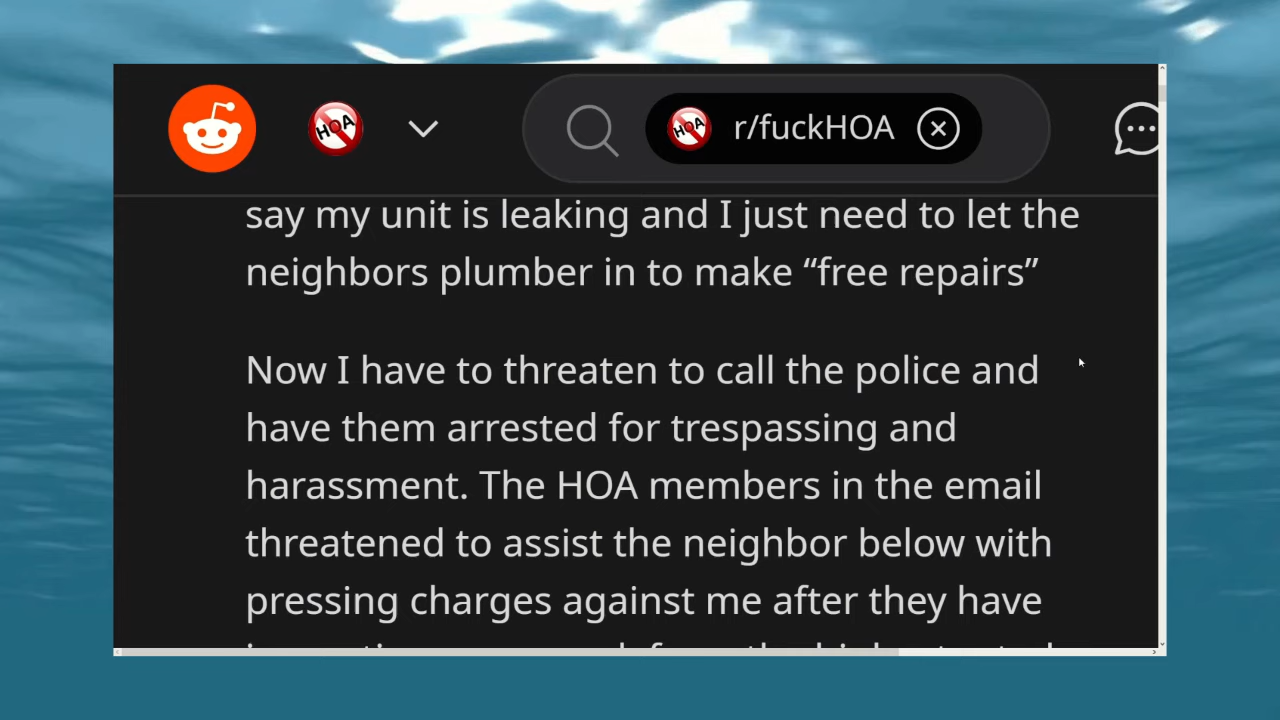 HOA
HOA r/fuckHOA
say my unit is leaking and I just need to let the
neighbors plumber in to make “free repairs”
Now I have to threaten to call the police and
have them arrested for trespassing and
harassment. The HOA members in the email
threatened to assist the neighbor below with
pressing charges against me after they have